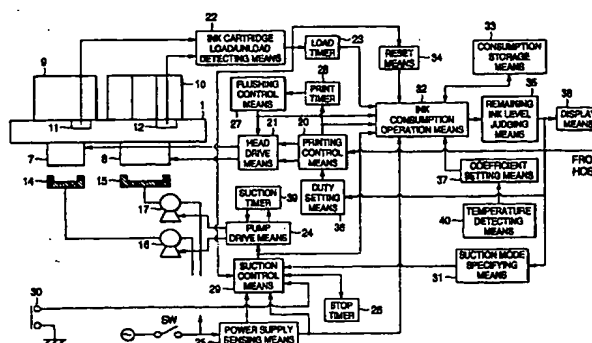 22
INK CARTRIDGE
LOAD/UNLOAD
DETECTING MEANS
23
LOAD
TIMER
33
CONSUMPTION
STORAGE
MEANS
9
10
RESET
MEANS
34
1
11
12
FLUSHING
CONTROL
MEANS
27
PRINT
TIMER
32
INK
CONSUMPTION
OPERATION MEANS
REMAINING
INK LEVEL
JUDGING MEANS
38
DISPLAY
MEANS
7
8
21
HEAD
DRIVE MEANS
20
PRINTING
CONTROL
MEANS
FROM
HOS
14
15
17
16
SUCTION
TIMER
39
DUTY
SETTING MEANS
36
COEFFICIENT
SETTING MEANS
37
PUMP
DRIVE MEANS
24
TEMPERATURE
DETECTING
MEANS
40
30
SUCTION
CONTROL
MEANS
29
SUCTION MODE
SPECIFYING
MEANS
31
STOP
TIMER
SW
POWER SUPPLY
SENSING MEANS